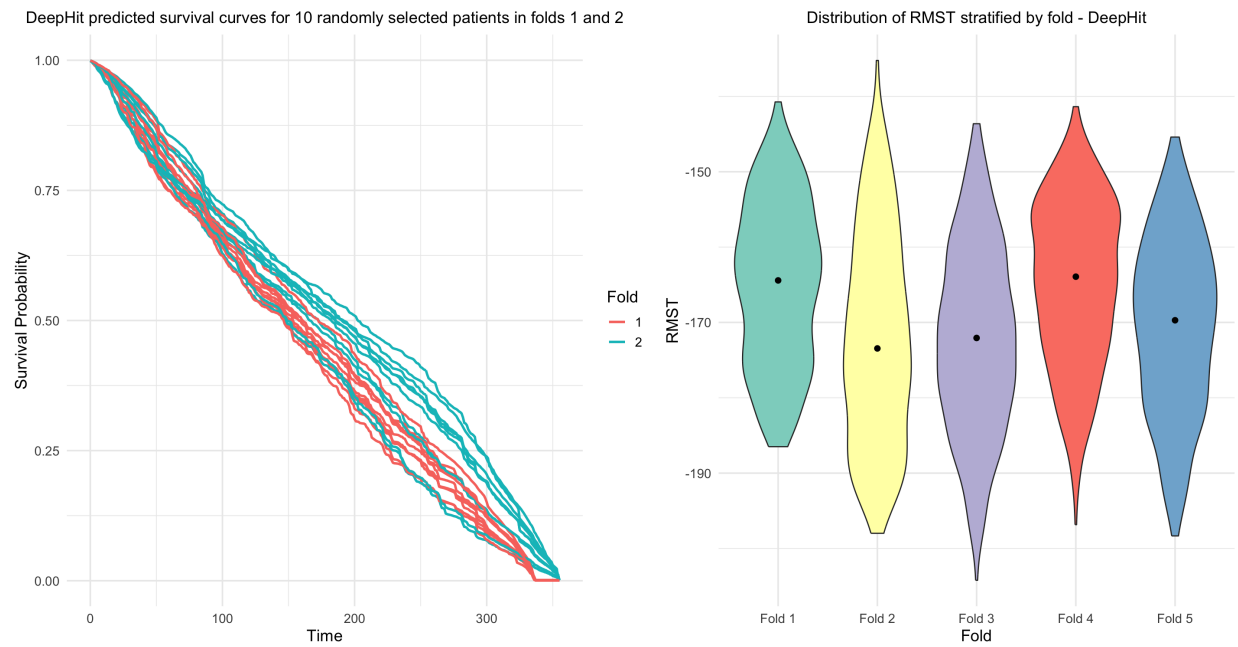 DeepHit predicted survival curves for 10 randomly selected patients in folds 1 and 2
1.00
0.75
0.50
0.25
0.00
Survival Probability
0 100 200 300
Time
Fold
1
2
Distribution of RMST stratified by fold - DeepHit
-150
-170
-190
RMST
Fold 1 Fold 2 Fold 3 Fold 4 Fold 5
Fold